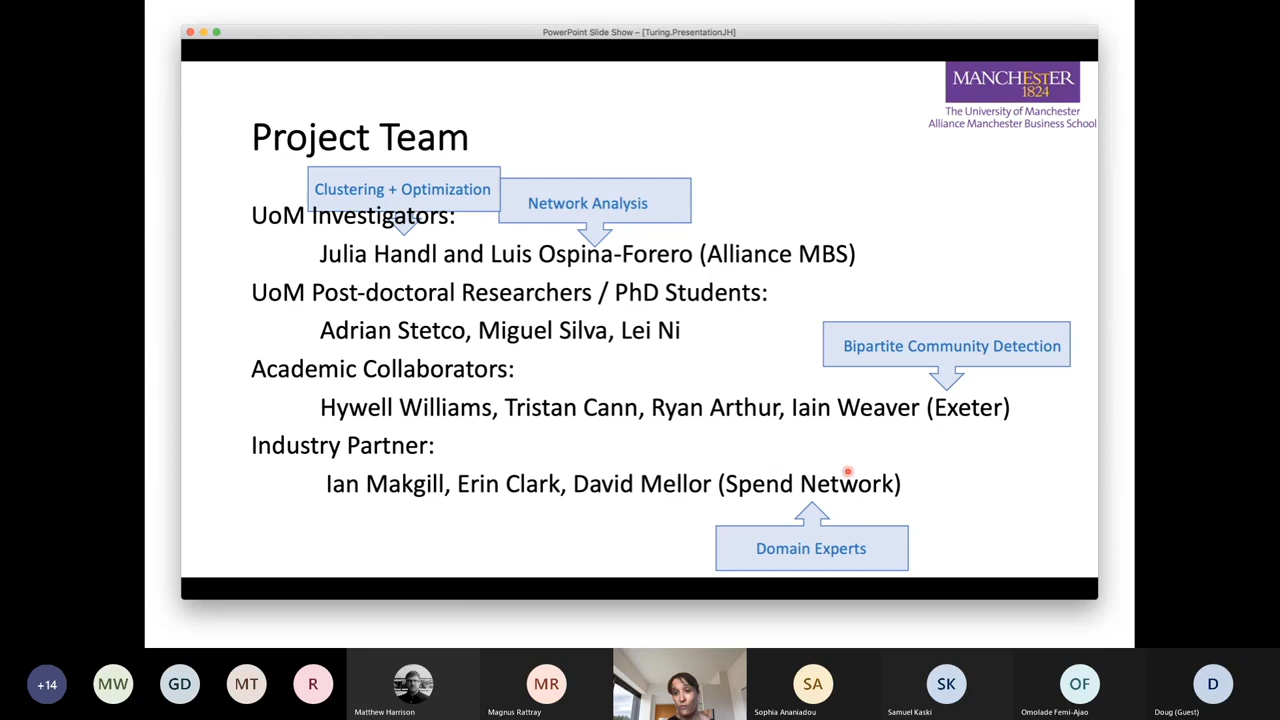 PowerPoint Slide Show – [Turing.PresentationJH]
MANCHESTER
1824
The University of Manchester
Alliance Manchester Business School
Project Team
Clustering + Optimization
Network Analysis
UoM Investigators:
Julia Handl and Luis Ospina-Forero (Alliance MBS)
UoM Post-doctoral Researchers / PhD Students:
Adrian Stetco, Miguel Silva, Lei Ni
Bipartite Community Detection
Academic Collaborators:
Hywell Williams, Tristan Cann, Ryan Arthur, Iain Weaver (Exeter)
Industry Partner:
Ian Makgill, Erin Clark, David Mellor (Spend Network)
Domain Experts
+14
MW
GD
MT
R
Matthew Harrison
MR
Magnus Rattray
SA
Sophia Ananiadou
SK
Samuel Kaski
OF
Omolade Femi-Ajao
D
Doug (Guest)